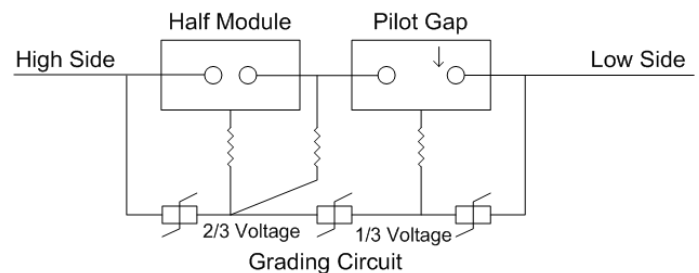 Half Module
Pilot Gap
High Side
Low Side
2/3 Voltage
1/3 Voltage
Grading Circuit